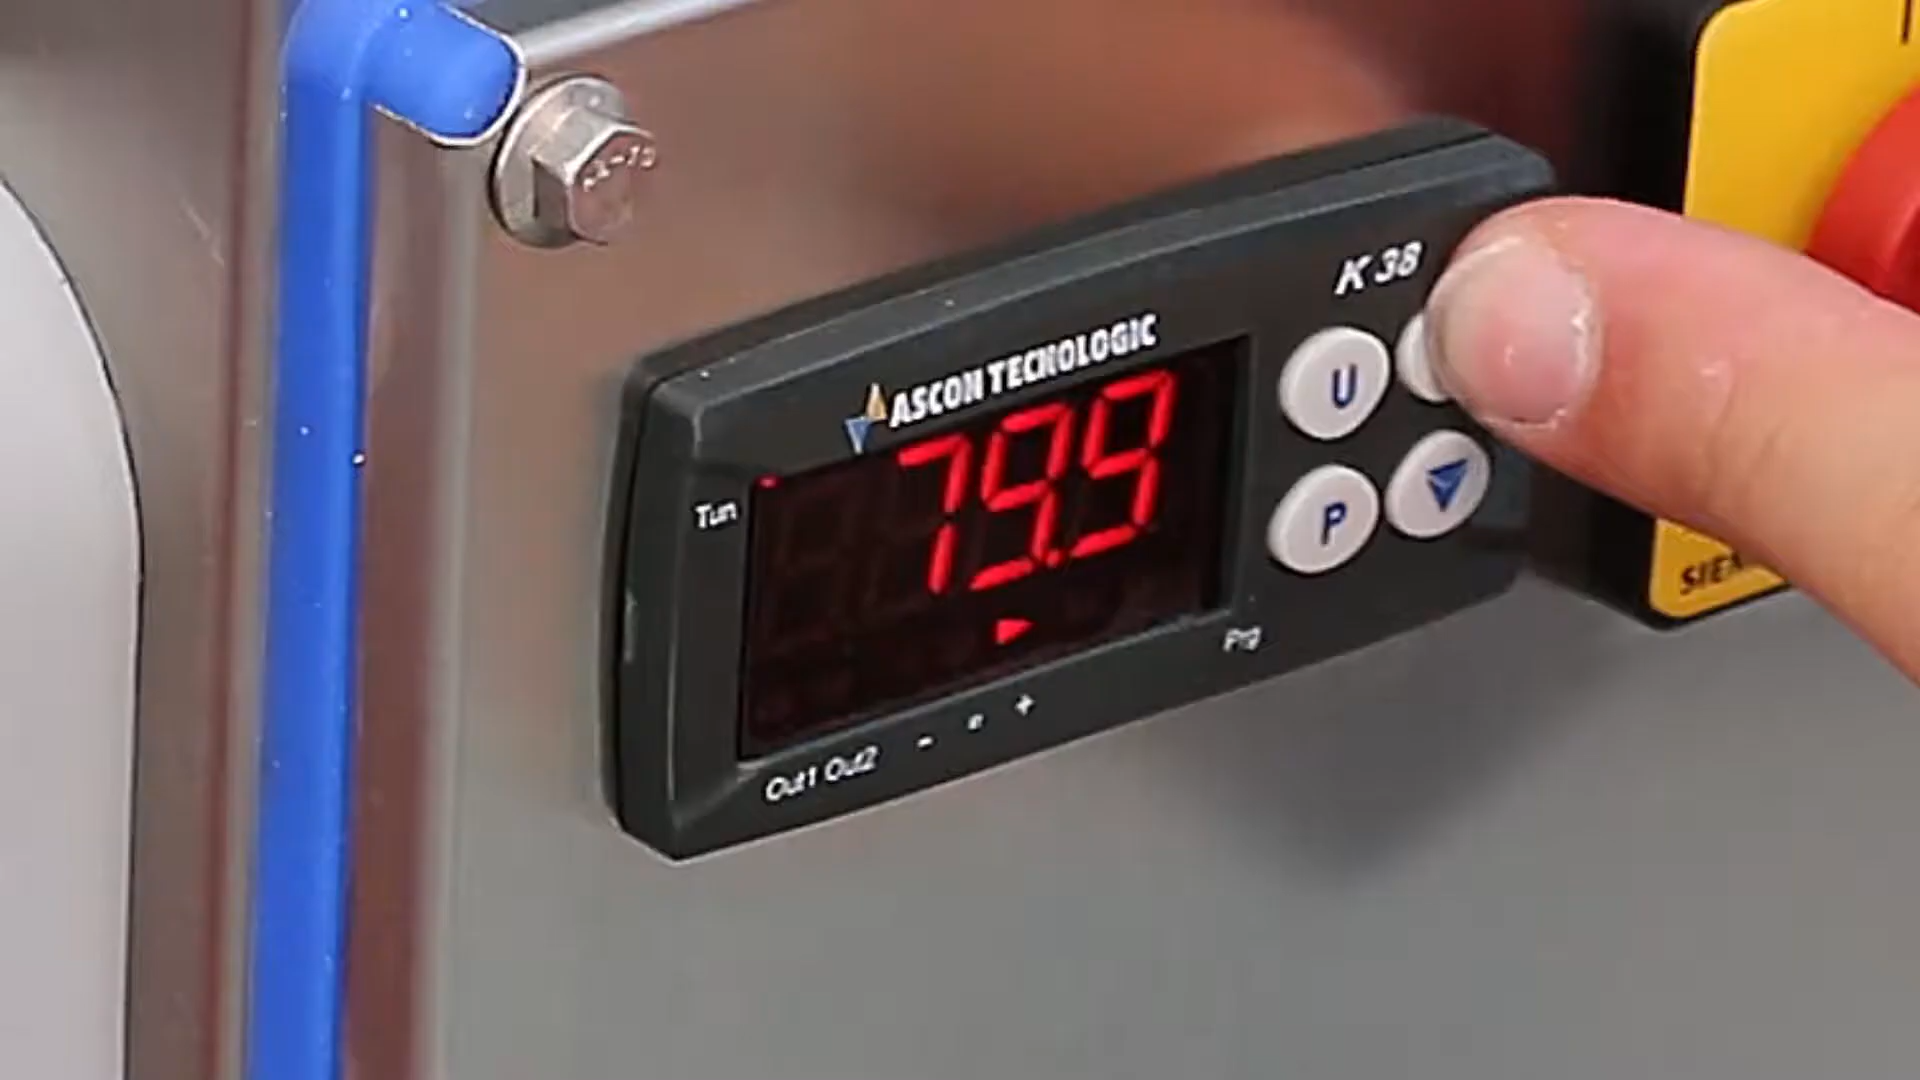 K 38
ASCON TECNOLOGIC
U
Tun
79.9
P
Prg
- +
Out1 Out2